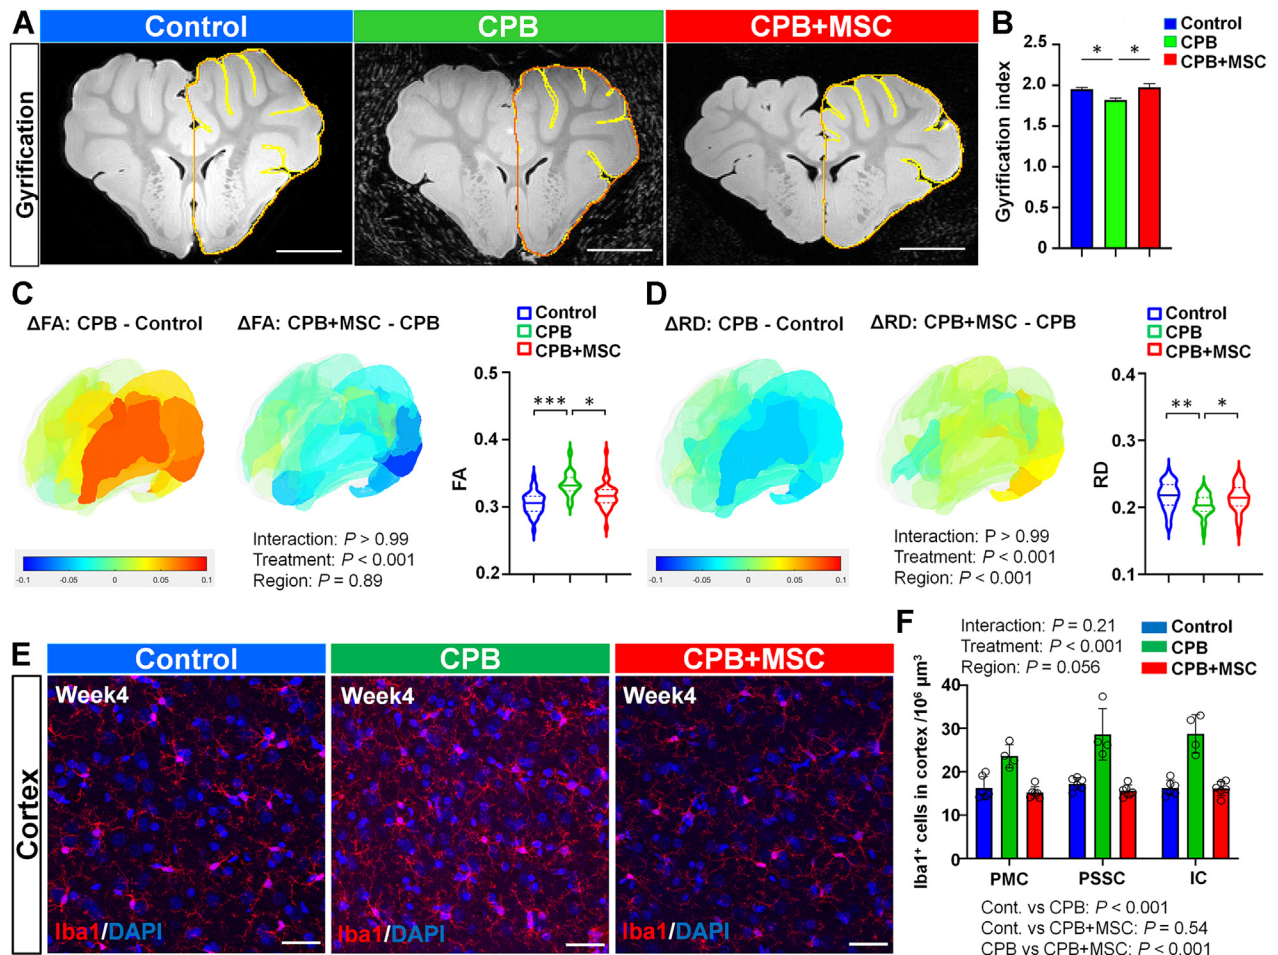 A
Control
CPB
CPB+MSC
Gyrification
B
Control
CPB
CPB+MSC
Gyrification index
2.5
2.0
1.5
1.0
0.5
0
*
*
C
ΔFA: CPB - Control
ΔFA: CPB+MSC - CPB
Control
CPB
CPB+MSC
-0.1
-0.05
0
0.05
0.1
Interaction: P > 0.99
Treatment: P < 0.001
Region: P = 0.89
FA
0.5
0.4
0.3
0.2
***
*
D
ΔRD: CPB - Control
ΔRD: CPB+MSC - CPB
Control
CPB
CPB+MSC
-0.1
-0.05
0
0.05
0.1
Interaction: P > 0.99
Treatment: P < 0.001
Region: P < 0.001
RD
0.4
0.3
0.2
0.1
**
*
E
Control
CPB
CPB+MSC
Cortex
Week4
Week4
Week4
Iba1/DAPI
Iba1/DAPI
Iba1/DAPI
F
Interaction: P = 0.21
Treatment: P < 0.001
Region: P = 0.056
Control
CPB
CPB+MSC
Iba1⁺ cells in cortex /10⁶ µm³
40
30
20
10
0
PMC
PSSC
IC
Cont. vs CPB: P < 0.001
Cont. vs CPB+MSC: P = 0.54
CPB vs CPB+MSC: P < 0.001